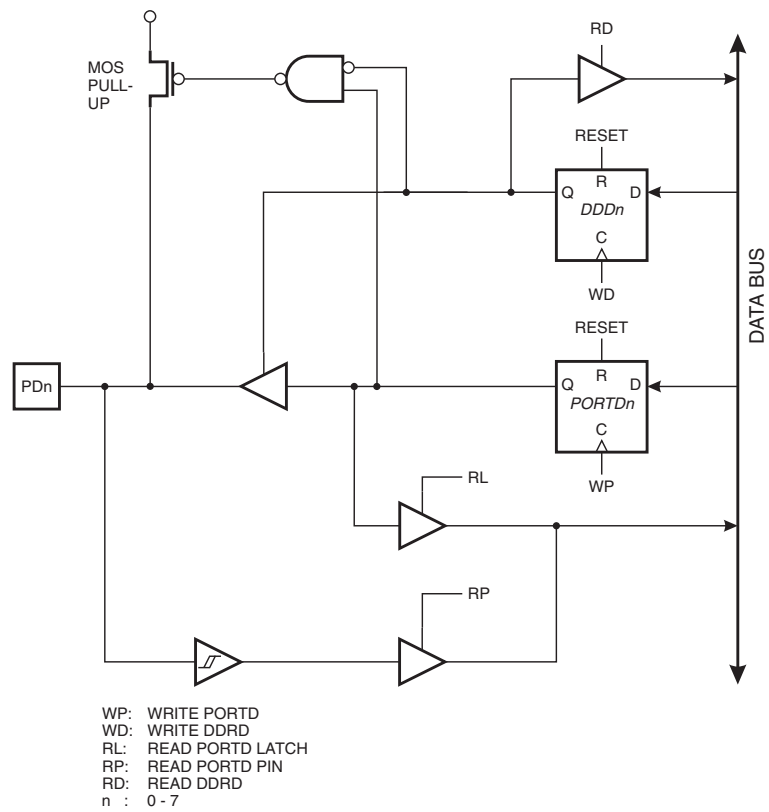 RD
MOS
PULL-
UP
RESET
R
Q
D
DDDn
C
WD
DATA BUS
RESET
R
PDn
Q
D
PORTDn
C
WP
RL
RP
WP: WRITE PORTD
WD: WRITE DDRD
RL: READ PORTD LATCH
RP: READ PORTD PIN
RD: READ DDRD
n : 0 - 7